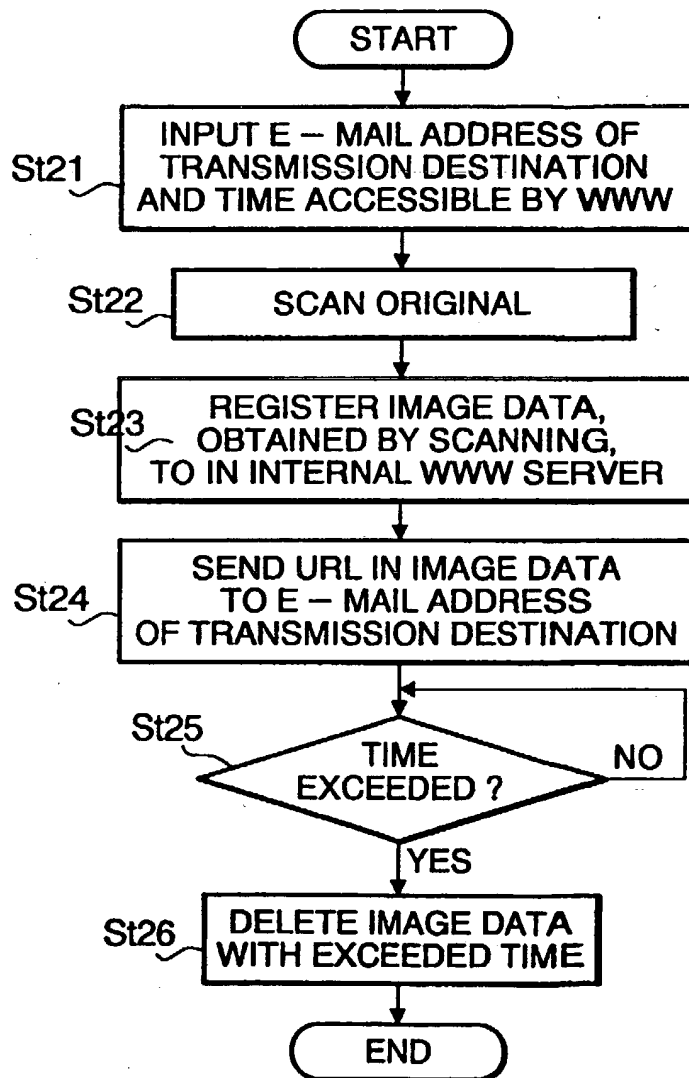 START
St21
INPUT E – MAIL ADDRESS OF
TRANSMISSION DESTINATION
AND TIME ACCESSIBLE BY WWW
St22
SCAN ORIGINAL
St23
REGISTER IMAGE DATA,
OBTAINED BY SCANNING,
TO IN INTERNAL WWW SERVER
St24
SEND URL IN IMAGE DATA
TO E – MAIL ADDRESS
OF TRANSMISSION DESTINATION
St25
TIME
EXCEEDED ?
NO
YES
St26
DELETE IMAGE DATA
WITH EXCEEDED TIME
END